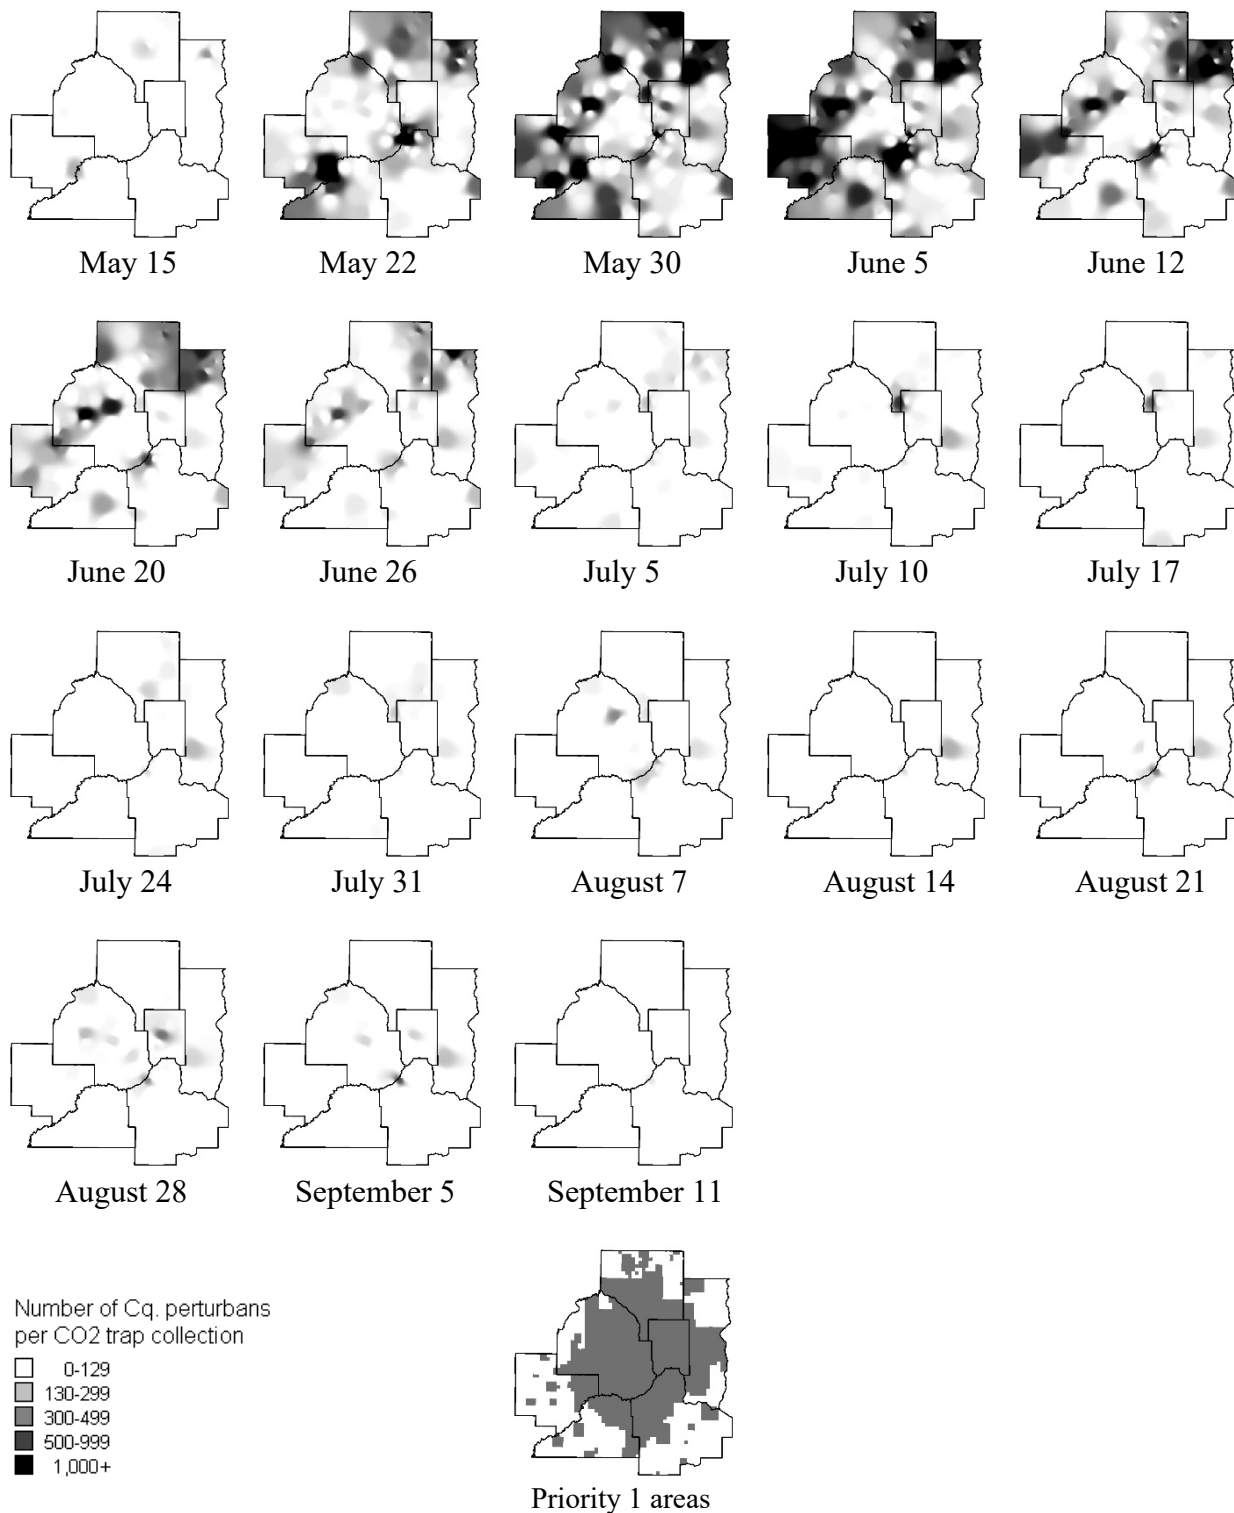 May 15
May 22
May 30
June 5
June 12
June 20
June 26
July 5
July 10
July 17
July 24
July 31
August 7
August 14
August 21
August 28
September 5
September 11
Number of Cq. perturbans
per CO2 trap collection
0-129
130-299
300-499
500-999
1,000+
Priority 1 areas